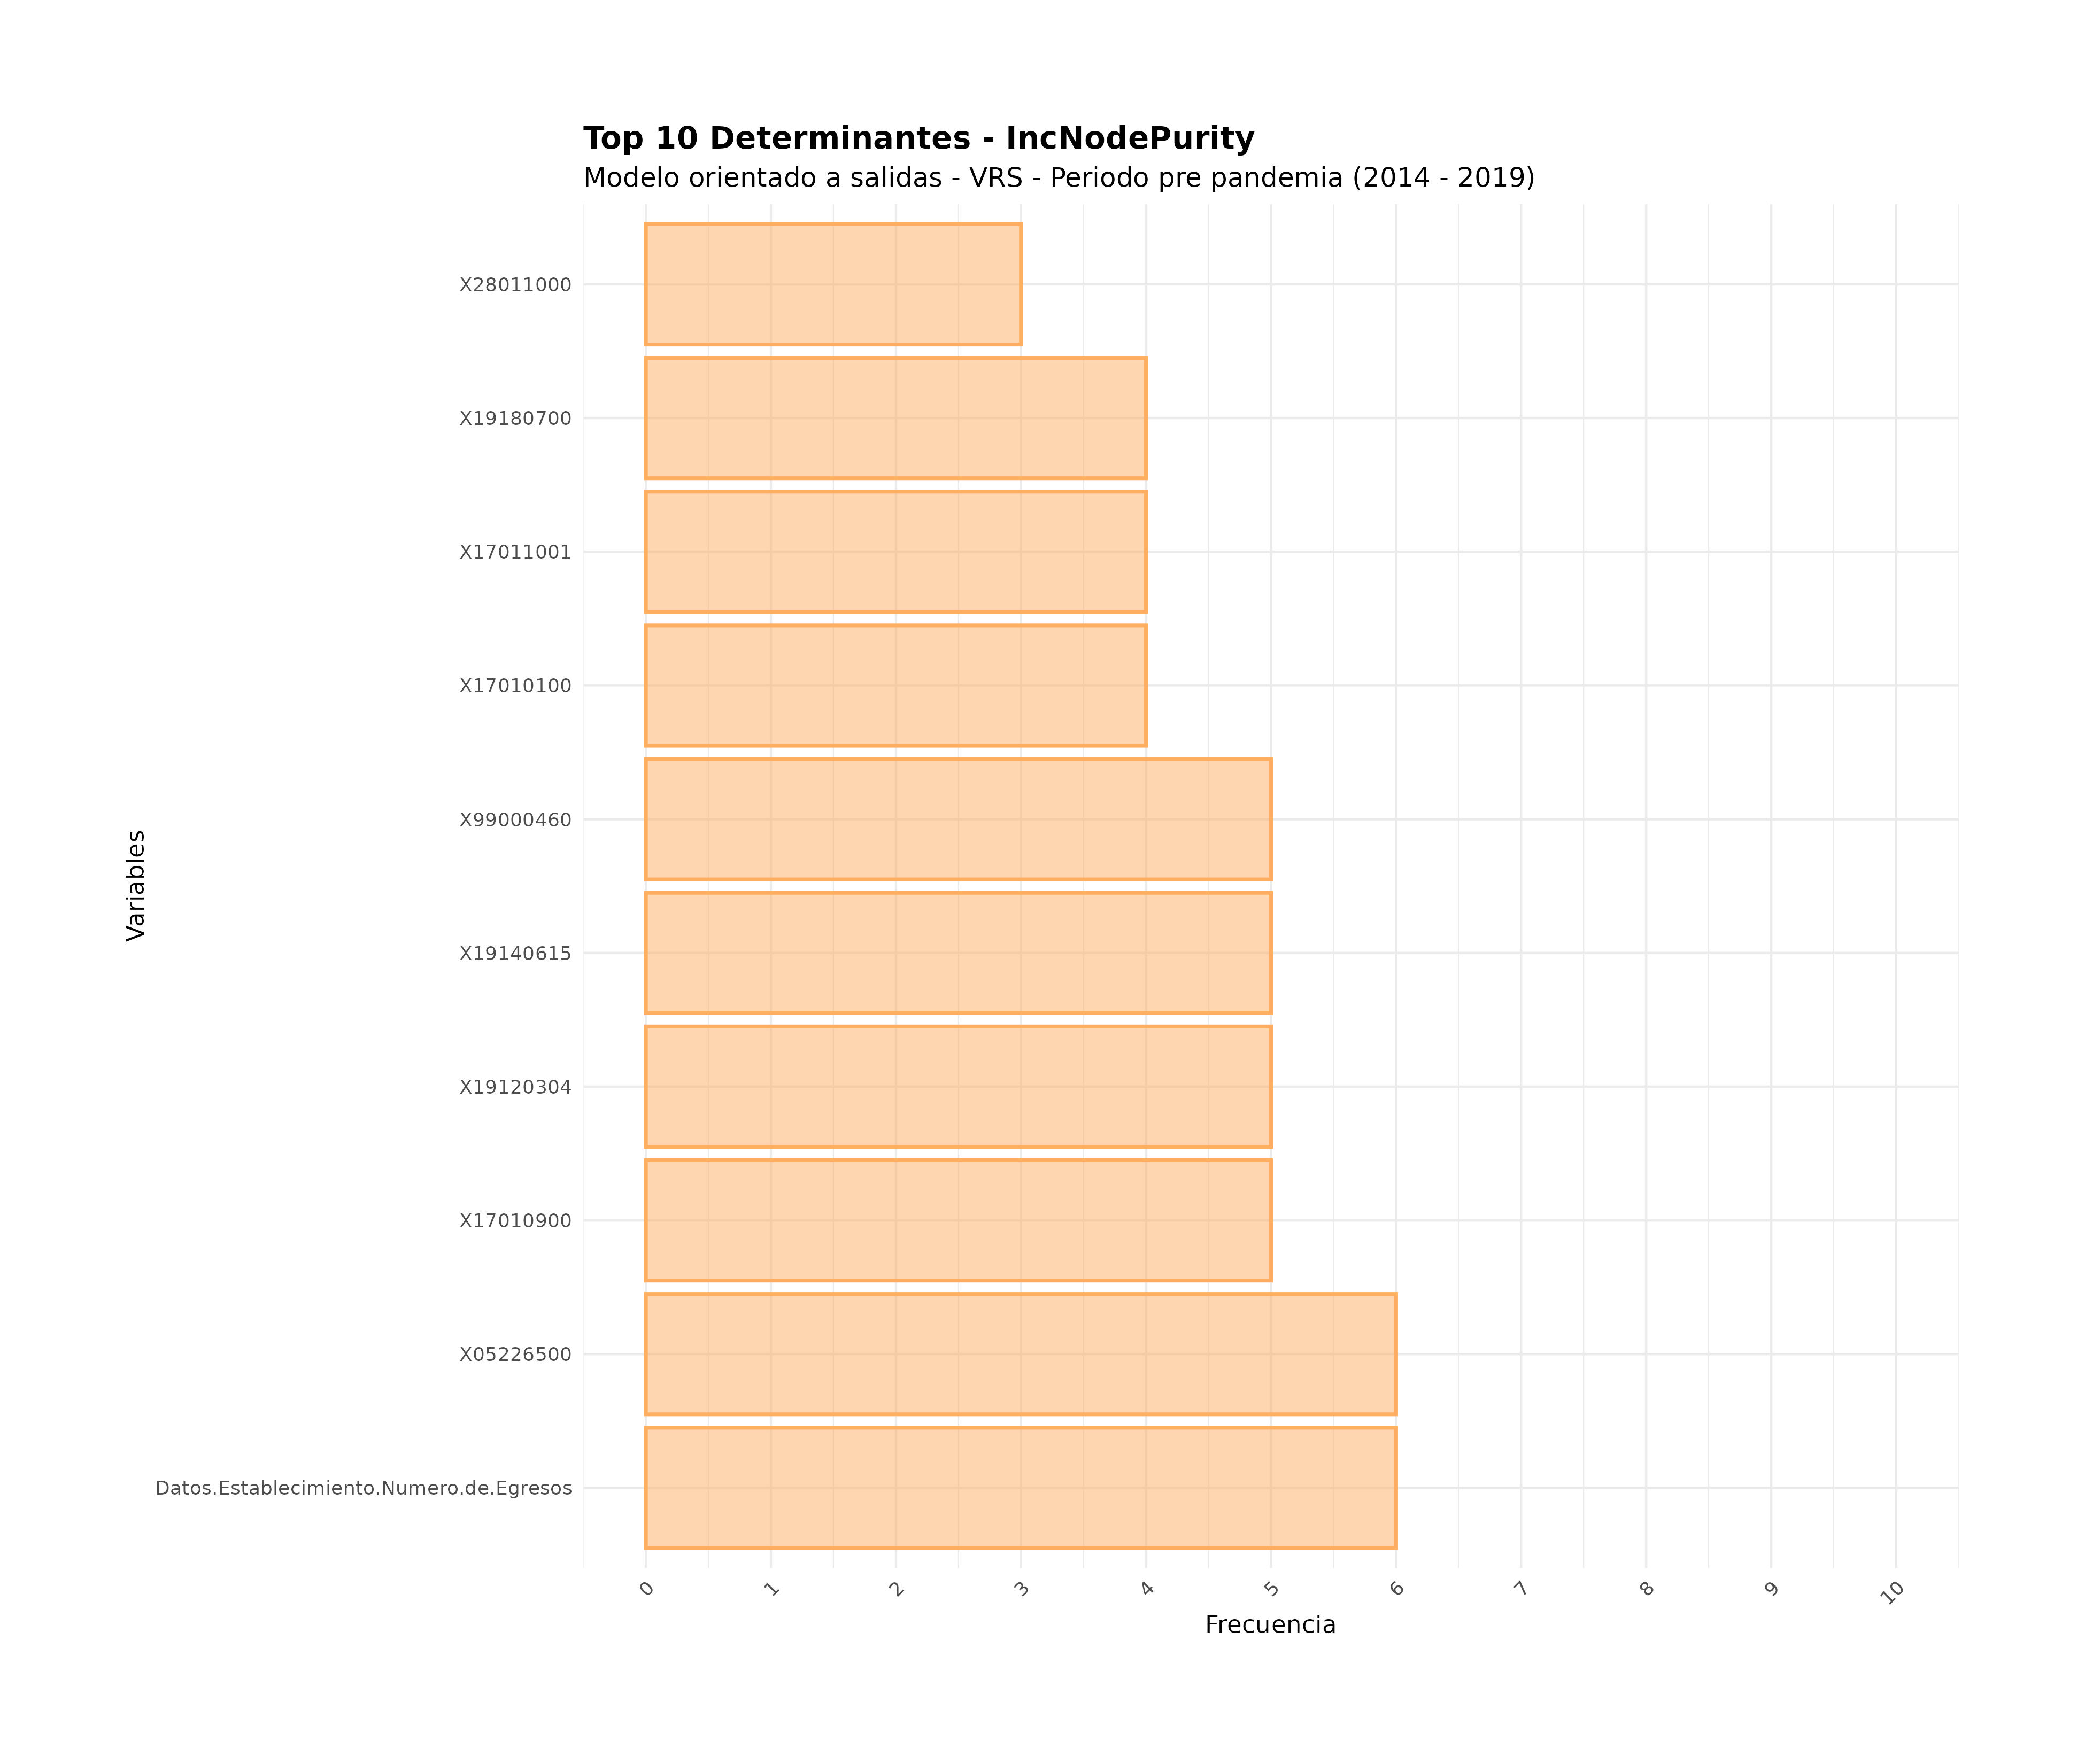 Top 10 Determinantes - IncNodePurity
Modelo orientado a salidas - VRS - Periodo pre pandemia (2014 - 2019)
Variables
X28011000
X19180700
X17011001
X17010100
X99000460
X19140615
X19120304
X17010900
X05226500
Datos.Establecimiento.Numero.de.Egresos
0 1 2 3 4 5 6 7 8 9 10
Frecuencia